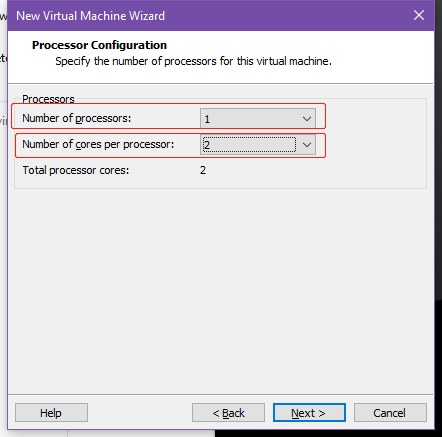 New Virtual Machine Wizard
Processor Configuration
Specify the number of processors for this virtual machine.
Processors
Number of processors: 1
Number of cores per processor: 2
Total processor cores: 2
Help < Back Next > Cancel